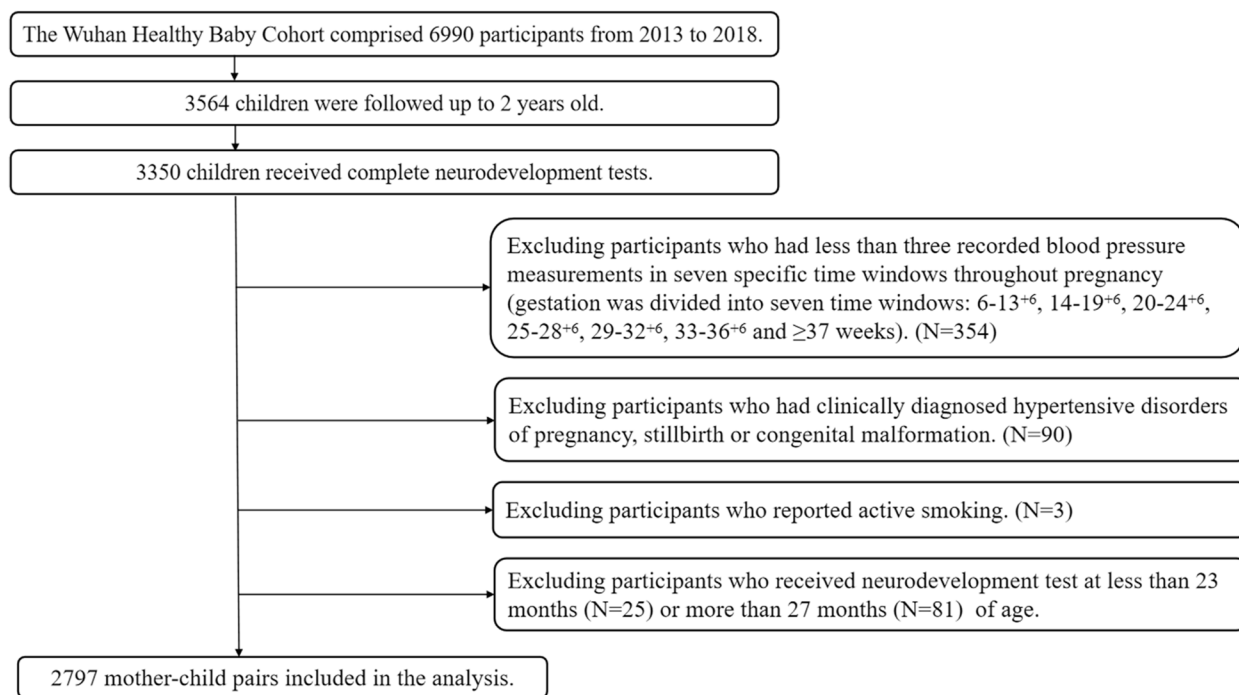 The Wuhan Healthy Baby Cohort comprised 6990 participants from 2013 to 2018.
3564 children were followed up to 2 years old.
3350 children received complete neurodevelopment tests.
Excluding participants who had less than three recorded blood pressure
measurements in seven specific time windows throughout pregnancy
(gestation was divided into seven time windows: 6-13⁺⁶, 14-19⁺⁶, 20-24⁺⁶,
25-28⁺⁶, 29-32⁺⁶, 33-36⁺⁶ and ≥37 weeks). (N=354)
Excluding participants who had clinically diagnosed hypertensive disorders
of pregnancy, stillbirth or congenital malformation. (N=90)
Excluding participants who reported active smoking. (N=3)
Excluding participants who received neurodevelopment test at less than 23
months (N=25) or more than 27 months (N=81) of age.
2797 mother-child pairs included in the analysis.